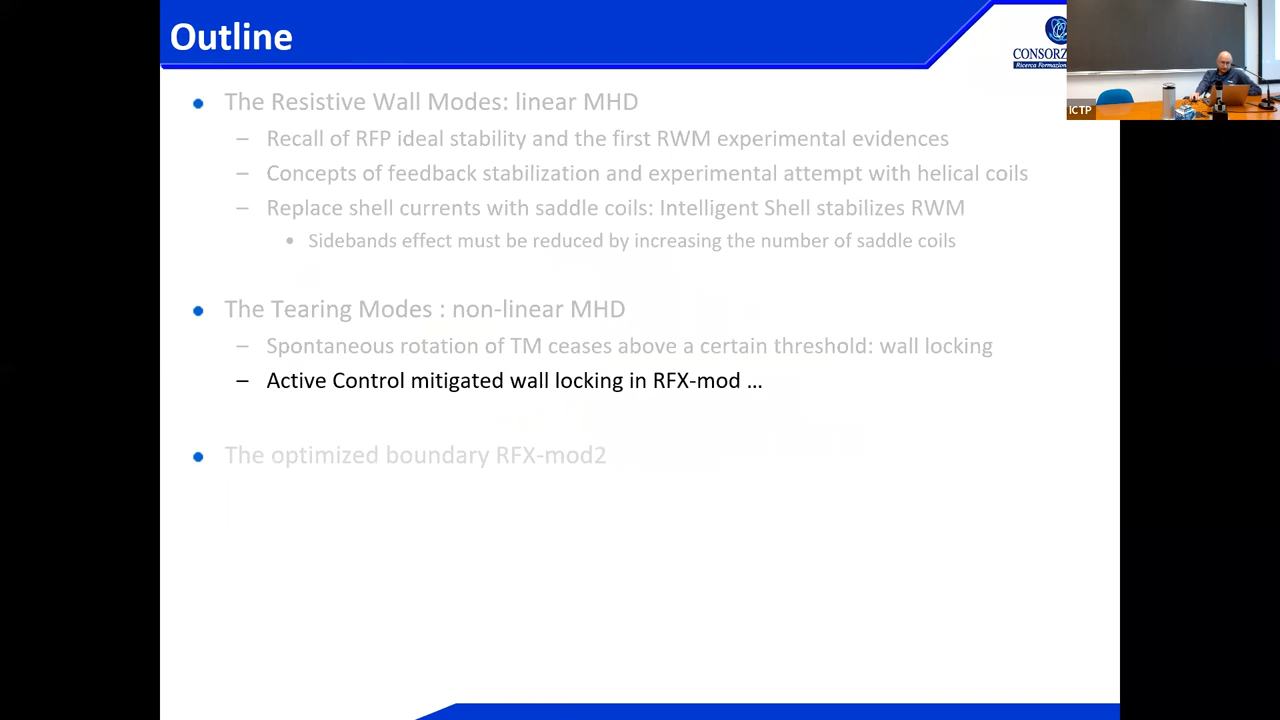 Outline
CONSORZ
Ricerca Formazion
ICTP
• The Resistive Wall Modes: linear MHD
– Recall of RFP ideal stability and the first RWM experimental evidences
– Concepts of feedback stabilization and experimental attempt with helical coils
– Replace shell currents with saddle coils: Intelligent Shell stabilizes RWM
• Sidebands effect must be reduced by increasing the number of saddle coils
• The Tearing Modes : non-linear MHD
– Spontaneous rotation of TM ceases above a certain threshold: wall locking
– Active Control mitigated wall locking in RFX-mod ...
• The optimized boundary RFX-mod2